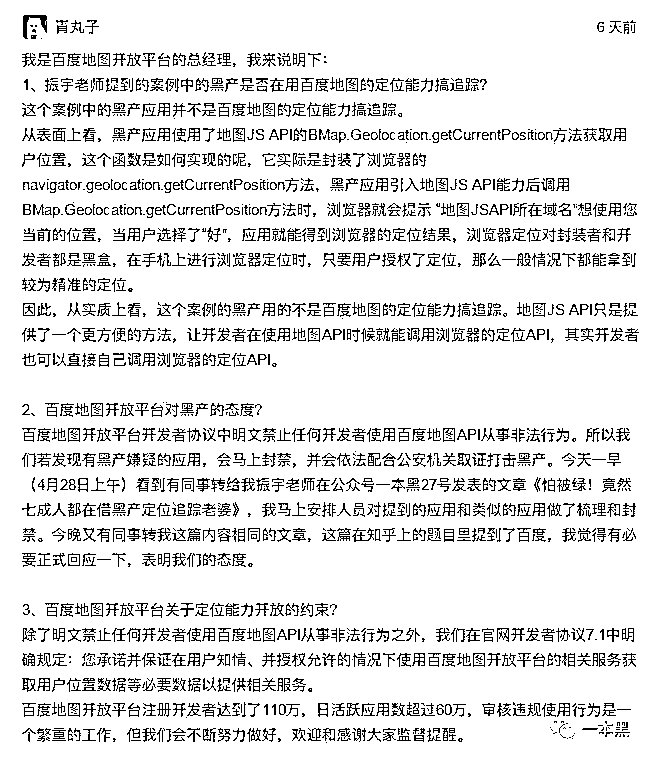 肖丸子
6 天前
我是百度地图开放平台的总经理，我来说明下：
1、振宇老师提到的案例中的黑产是否在用百度地图的定位能力搞追踪？
这个案例中的黑产应用并不是百度地图的定位能力搞追踪。
从表面上看，黑产应用使用了地图JS API的BMap.Geolocation.getCurrentPosition方法获取用
户位置，这个函数是如何实现的呢，它实际是封装了浏览器的
navigator.geolocation.getCurrentPosition方法，黑产应用引入地图JS API能力后调用
BMap.Geolocation.getCurrentPosition方法时，浏览器就会提示 “地图JSAPI所在域名”想使用您
当前的位置，当用户选择了“好”，应用就能得到浏览器的定位结果，浏览器定位对封装者和开
发者都是黑盒，在手机上进行浏览器定位时，只要用户授权了定位，那么一般情况下都能拿到
较为精准的定位。
因此，从实质上看，这个案例的黑产用的不是百度地图的定位能力搞追踪。地图JS API只是提
供了一个更方便的方法，让开发者在使用地图API时候就能调用浏览器的定位API，其实开发者
也可以直接自己调用浏览器的定位API。
2、百度地图开放平台对黑产的态度？
百度地图开放平台开发者协议中明文禁止任何开发者使用百度地图API从事非法行为。所以我
们若发现有黑产嫌疑的应用，会马上封禁，并会依法配合公安机关取证打击黑产。今天一早
（4月28日上午）看到有同事转给我振宇老师在公众号一本黑27号发表的文章《怕被绿！竟然
七成人都在借黑产定位追踪老婆》，我马上安排人员对提到的应用和类似的应用做了梳理和封
禁。今晚又有同事转我这篇内容相同的文章，这篇在知乎上的题目里提到了百度，我觉得有必
要正式回应一下，表明我们的态度。
3、百度地图开放平台关于定位能力开放的约束？
除了明文禁止任何开发者使用百度地图API从事非法行为之外，我们在官网开发者协议7.1中明
确规定：您承诺并保证在用户知情、并授权允许的情况下使用百度地图开放平台的相关服务获
取用户位置数据等必要数据以提供相关服务。
百度地图开放平台注册开发者达到了110万，日活跃应用数超过60万，审核违规使用行为是一
个繁重的工作，但我们会不断努力做好，欢迎和感谢大家监督提醒。
一本黑